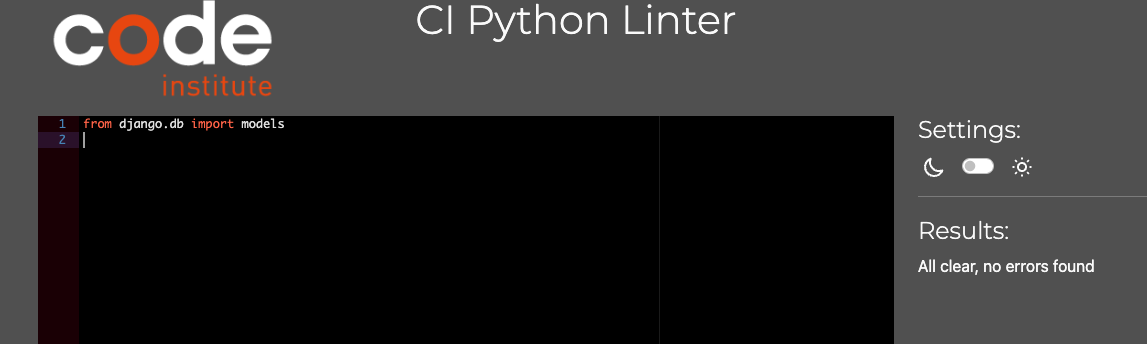 code
institute
CI Python Linter
1 from django.db import models
2
Settings:
Results:
All clear, no errors found